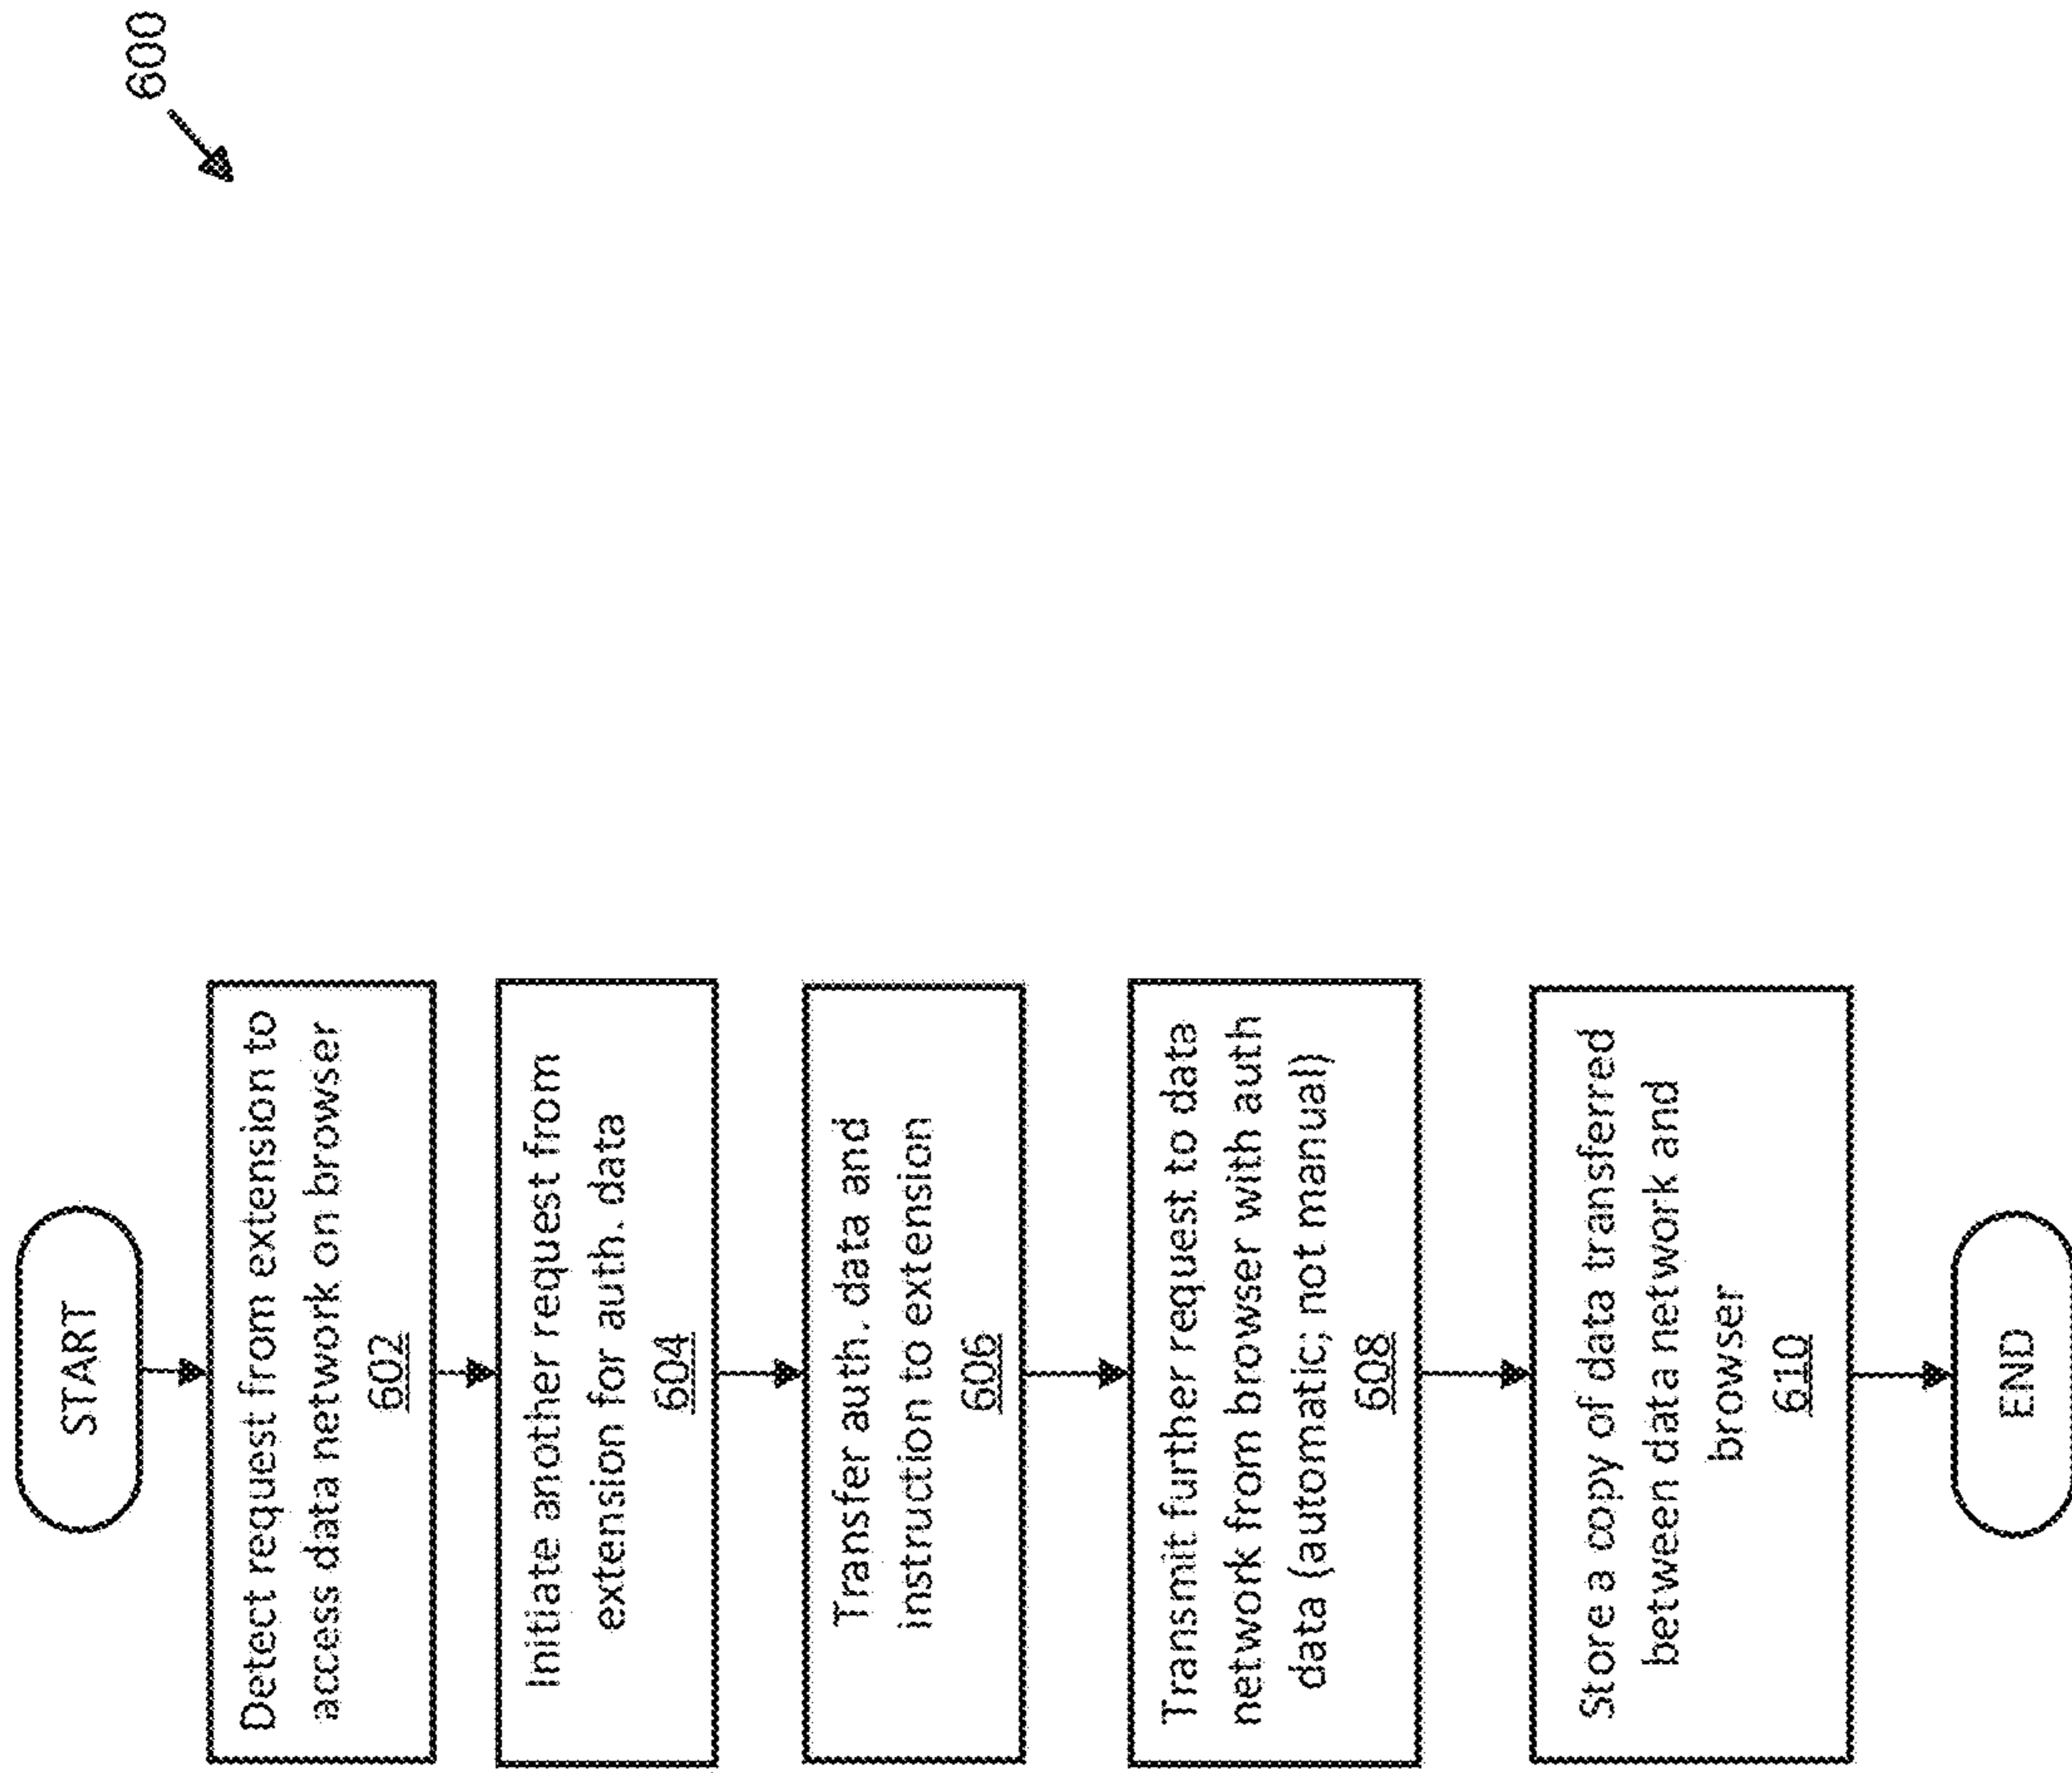 600
START
Detect request from extension to
access data network on browser
602
Initiate another request from
extension for auth. data
604
Transfer auth. data and
instruction to extension
606
Transmit further request to data
network from browser with auth
data (automatic; not manual)
608
Store a copy of data transferred
between data network and
browser
610
END